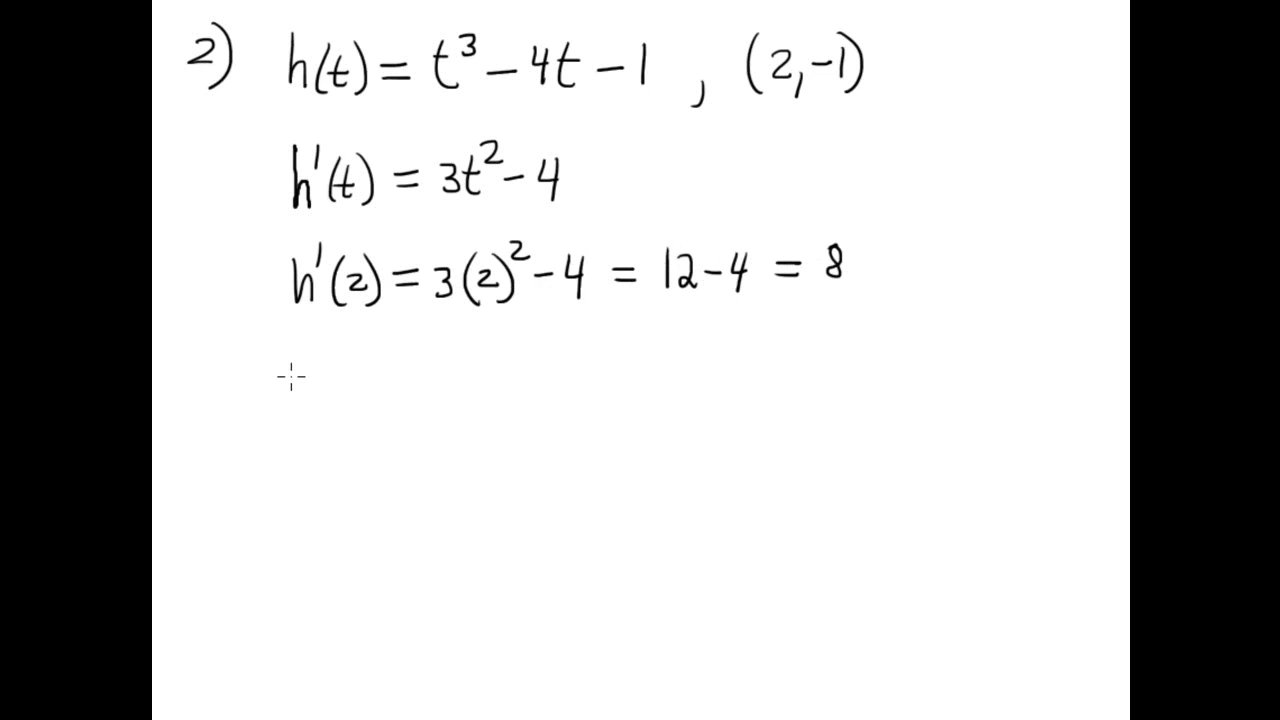 2) h(t) = t³ - 4t - 1 , (2,-1)
h'(t) = 3t² - 4
h'(2) = 3(2)² - 4 = 12 - 4 = 8